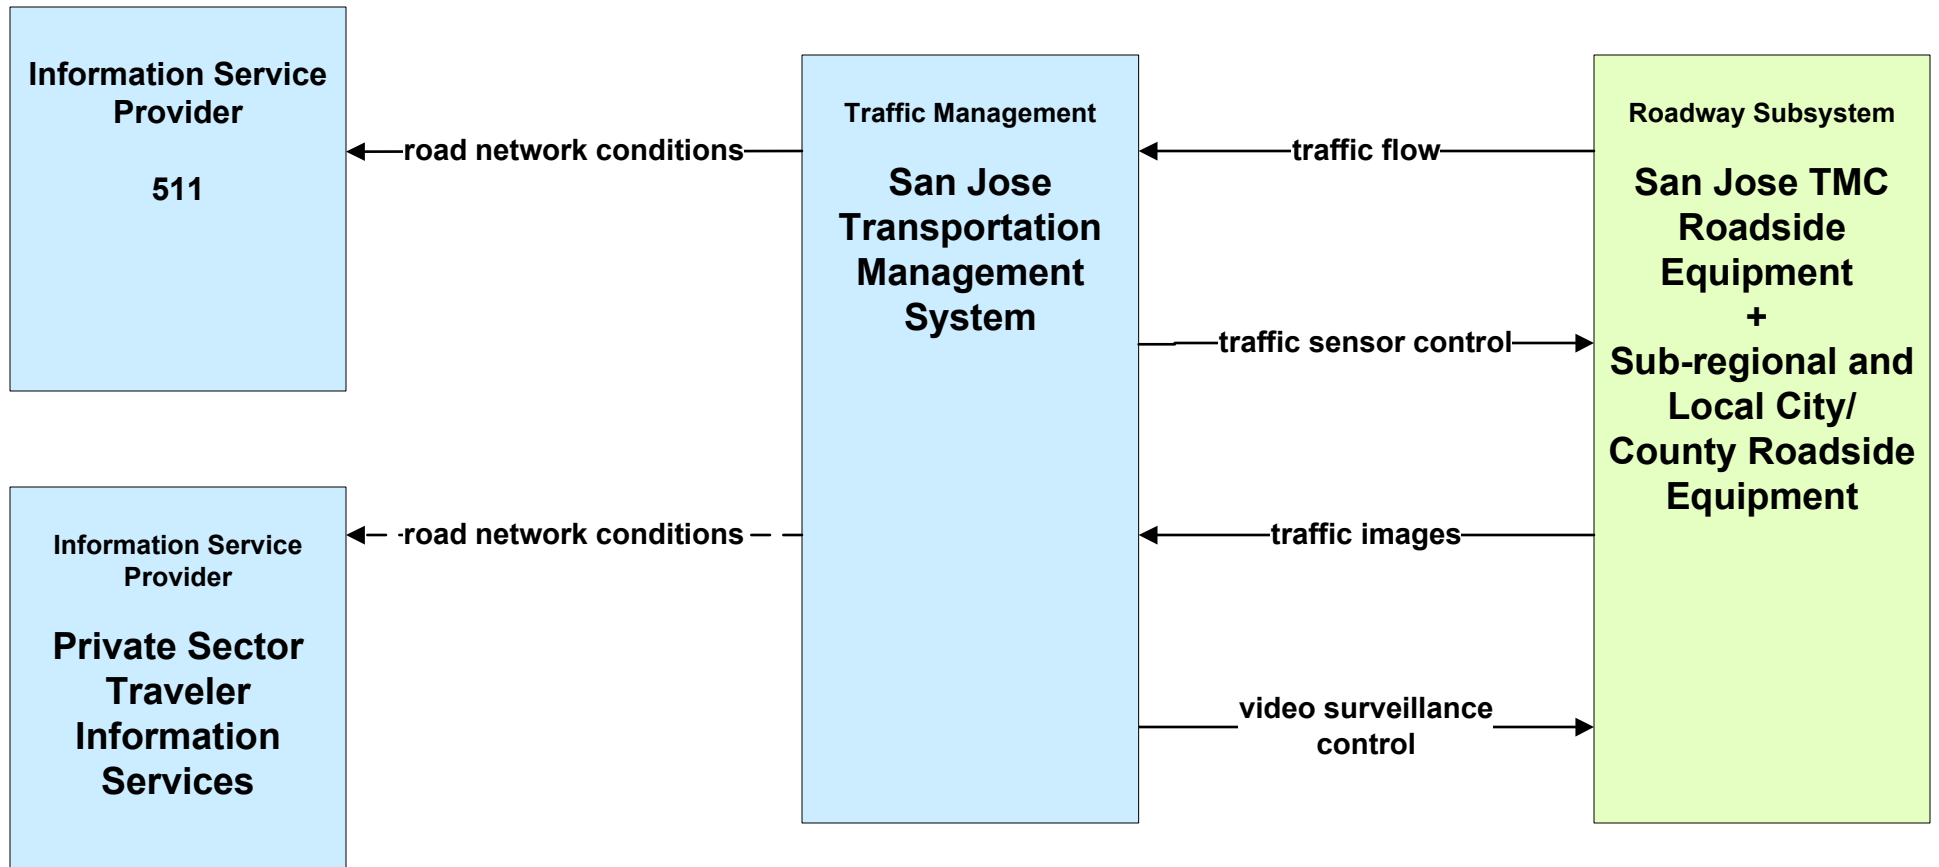 Information Service
Provider
511
road network conditions
Information Service
Provider
Private Sector
Traveler
Information
Services
road network conditions
Traffic Management
San Jose
Transportation
Management
System
traffic flow
traffic sensor control
traffic images
video surveillance
control
Roadway Subsystem
San Jose TMC
Roadside
Equipment
+
Sub-regional and
Local City/
County Roadside
Equipment